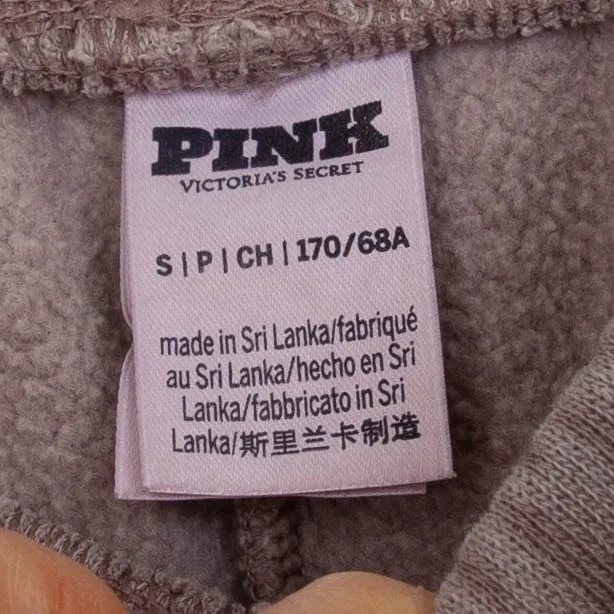 PINK
VICTORIA'S SECRET
S | P | CH | 170/68A
made in Sri Lanka/fabriqué
au Sri Lanka/hecho en Sri
Lanka/fabbricato in Sri
Lanka/斯里兰卡制造